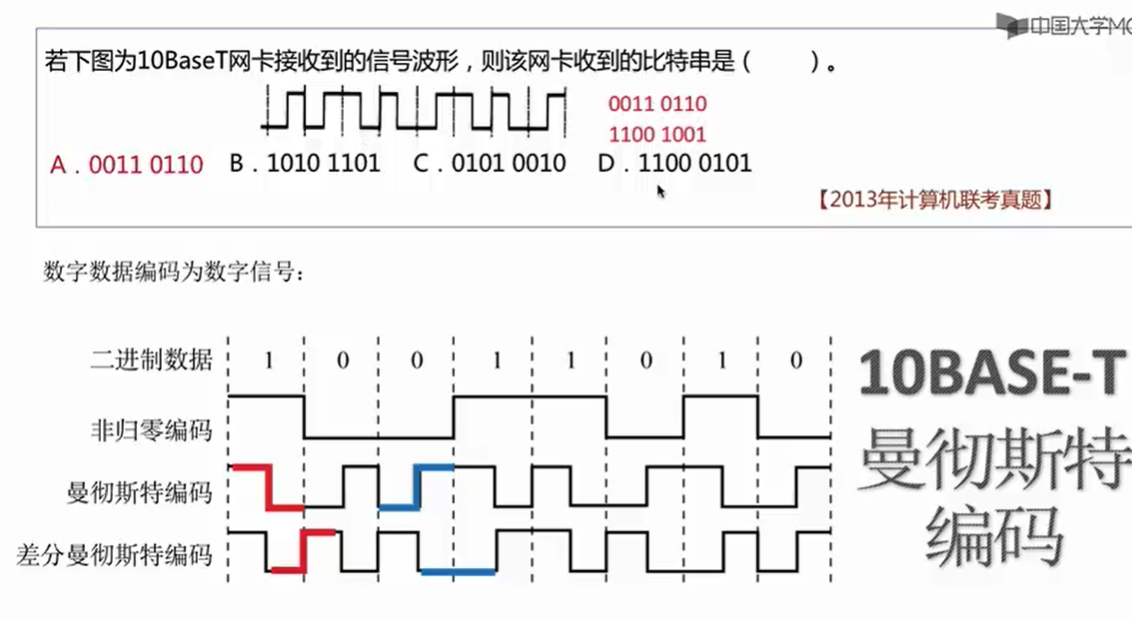 中国大学MO
若下图为10BaseT网卡接收到的信号波形，则该网卡收到的比特串是（　　）。
0011 0110
1100 1001
A．0011 0110 B．1010 1101 C．0101 0010 D．1100 0101
【2013年计算机联考真题】
数字数据编码为数字信号：
二进制数据 1 0 0 1 1 0 1 0
非归零编码
曼彻斯特编码
差分曼彻斯特编码
10BASE-T
曼彻斯特
编码